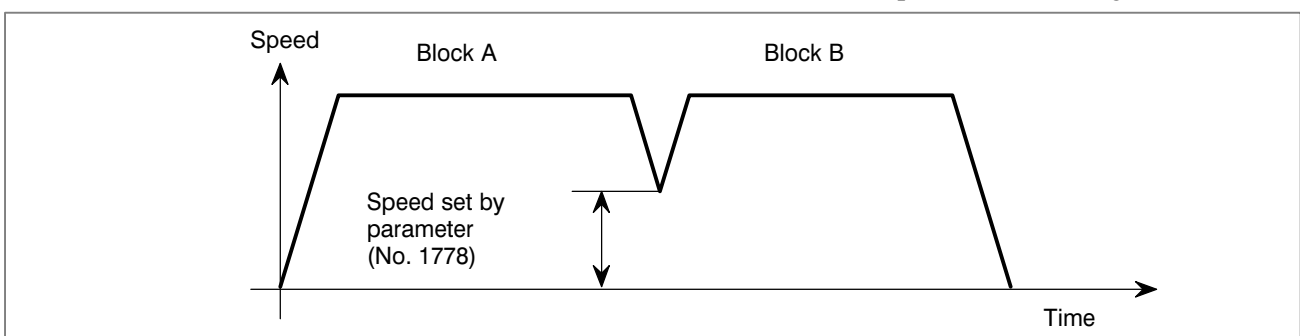 Speed
Block A
Block B
Speed set by
parameter
(No. 1778)
Time